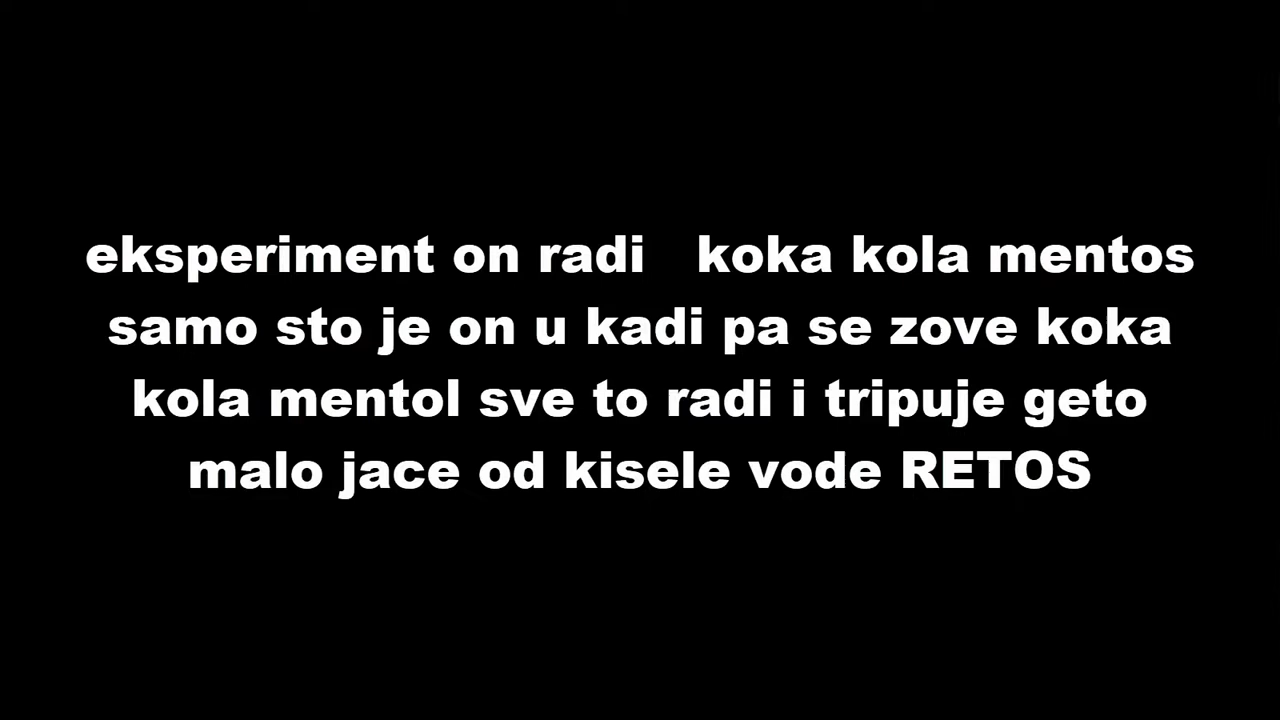 eksperiment on radi   koka kola mentos
samo sto je on u kadi pa se zove koka
kola mentol sve to radi i tripuje geto
malo jace od kisele vode RETOS